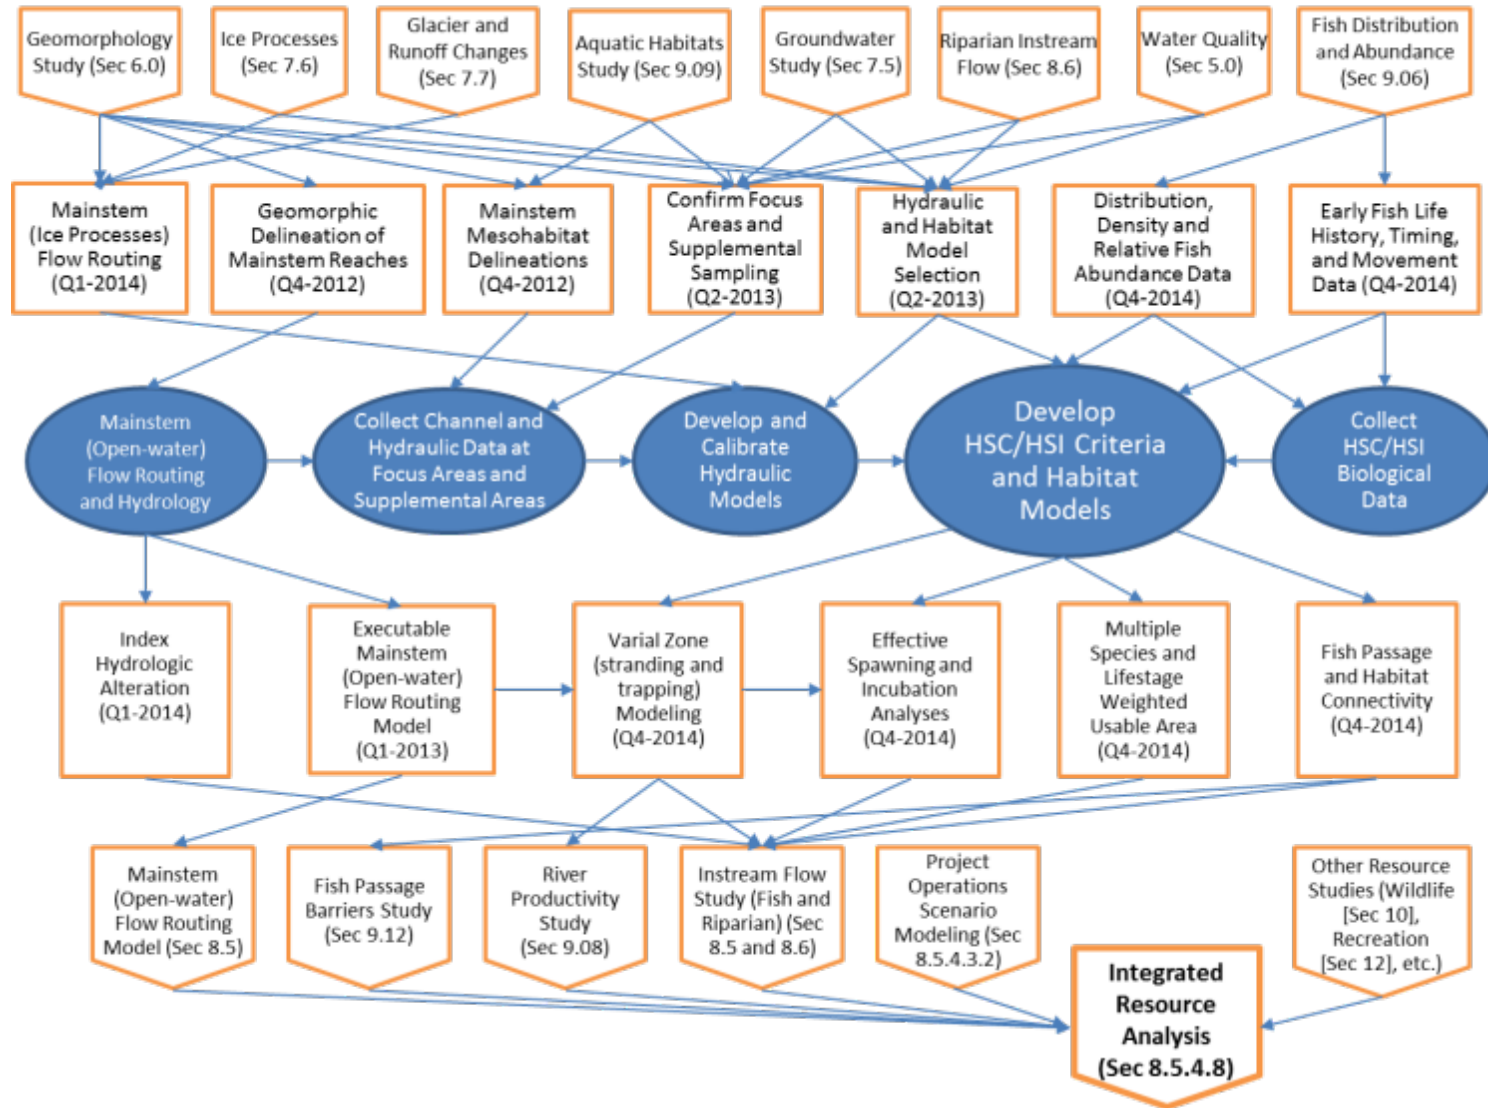 Geomorphology
Study (Sec 6.0)
Ice Processes
(Sec 7.6)
Glacier and
Runoff Changes
(Sec 7.7)
Aquatic Habitats
Study (Sec 9.09)
Groundwater
Study (Sec 7.5)
Riparian Instream
Flow (Sec 8.6)
Water Quality
(Sec 5.0)
Fish Distribution
and Abundance
(Sec 9.06)
Mainstem
(Ice Processes)
Flow Routing
(Q1-2014)
Geomorphic
Delineation of
Mainstem Reaches
(Q4-2012)
Mainstem
Mesohabitat
Delineations
(Q4-2012)
Confirm Focus
Areas and
Supplemental
Sampling
(Q2-2013)
Hydraulic
and Habitat
Model
Selection
(Q2-2013)
Distribution,
Density and
Relative Fish
Abundance Data
(Q4-2014)
Early Fish Life
History, Timing,
and Movement
Data (Q4-2014)
Mainstem
(Open-water)
Flow Routing
and Hydrology
Collect Channel and
Hydraulic Data at
Focus Areas and
Supplemental Areas
Develop and
Calibrate
Hydraulic
Models
Develop
HSC/HSI Criteria
and Habitat
Models
Collect
HSC/HSI
Biological
Data
Index
Hydrologic
Alteration
(Q1-2014)
Executable
Mainstem
(Open-water)
Flow Routing
Model
(Q1-2013)
Varial Zone
(stranding and
trapping)
Modeling
(Q4-2014)
Effective
Spawning and
Incubation
Analyses
(Q4-2014)
Multiple
Species and
Lifestage
Weighted
Usable Area
(Q4-2014)
Fish Passage
and Habitat
Connectivity
(Q4-2014)
Mainstem
(Open-water)
Flow Routing
Model (Sec 8.5)
Fish Passage
Barriers Study
(Sec 9.12)
River
Productivity
Study
(Sec 9.08)
Instream Flow
Study (Fish and
Riparian) (Sec
8.5 and 8.6)
Project
Operations
Scenario
Modeling (Sec
8.5.4.3.2)
Other Resource
Studies (Wildlife
[Sec 10],
Recreation
[Sec 12], etc.)
Integrated
Resource
Analysis
(Sec 8.5.4.8)